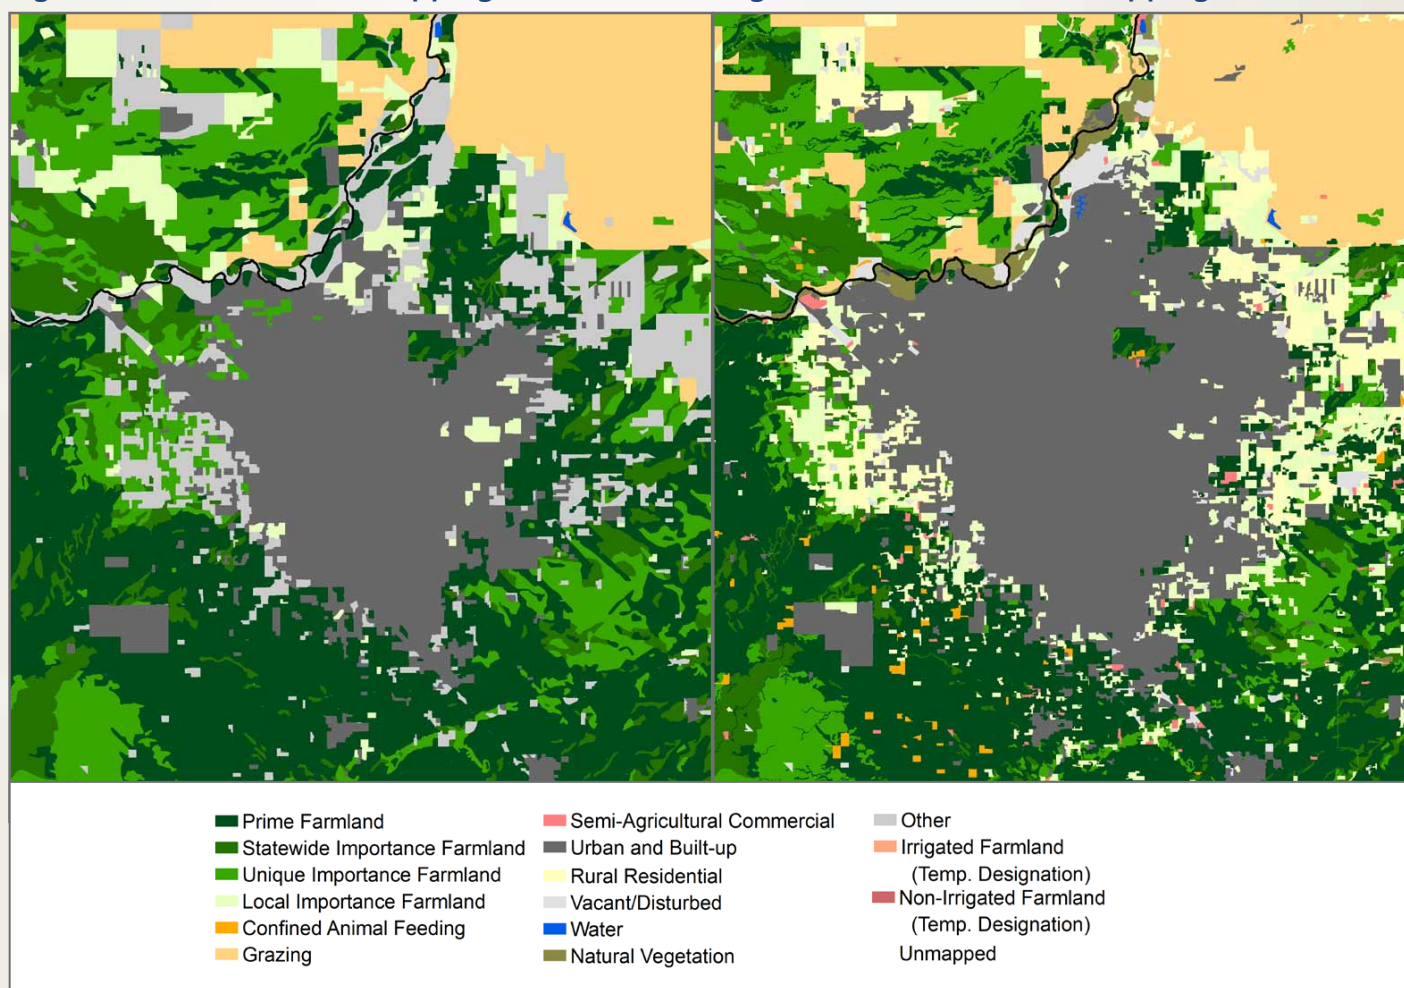 Prime Farmland
Statewide Importance Farmland
Unique Importance Farmland
Local Importance Farmland
Confined Animal Feeding
Grazing
Semi-Agricultural Commercial
Urban and Built-up
Rural Residential
Vacant/Disturbed
Water
Natural Vegetation
Other
Irrigated Farmland
(Temp. Designation)
Non-Irrigated Farmland
(Temp. Designation)
Unmapped